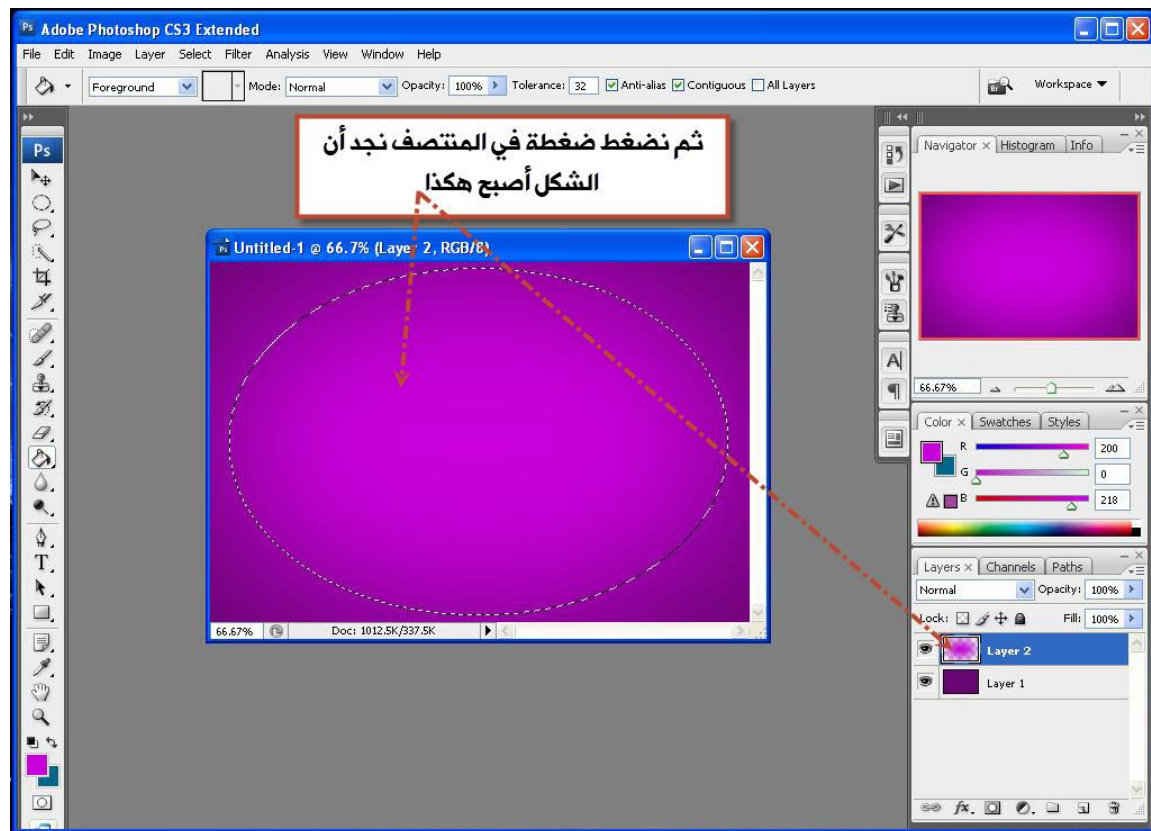 Ps Adobe Photoshop CS3 Extended
File Edit Image Layer Select Filter Analysis View Window Help
Foreground Mode: Normal Opacity: 100% Tolerance: 32 Anti-alias Contiguous All Layers Br Workspace
ثم نضغط ضغطة في المنتصف نجد أن
الشكل أصبح هكذا
Ps
Navigator × Histogram Info
Untitled-1 @ 66.7% (Layer 2, RGB/8)
66.67%
Color × Swatches Styles
R 200
G 0
B 218
Layers × Channels Paths
Normal Opacity: 100%
Lock: Fill: 100%
66.67% Doc: 1012.5K/337.5K
Layer 2
Layer 1